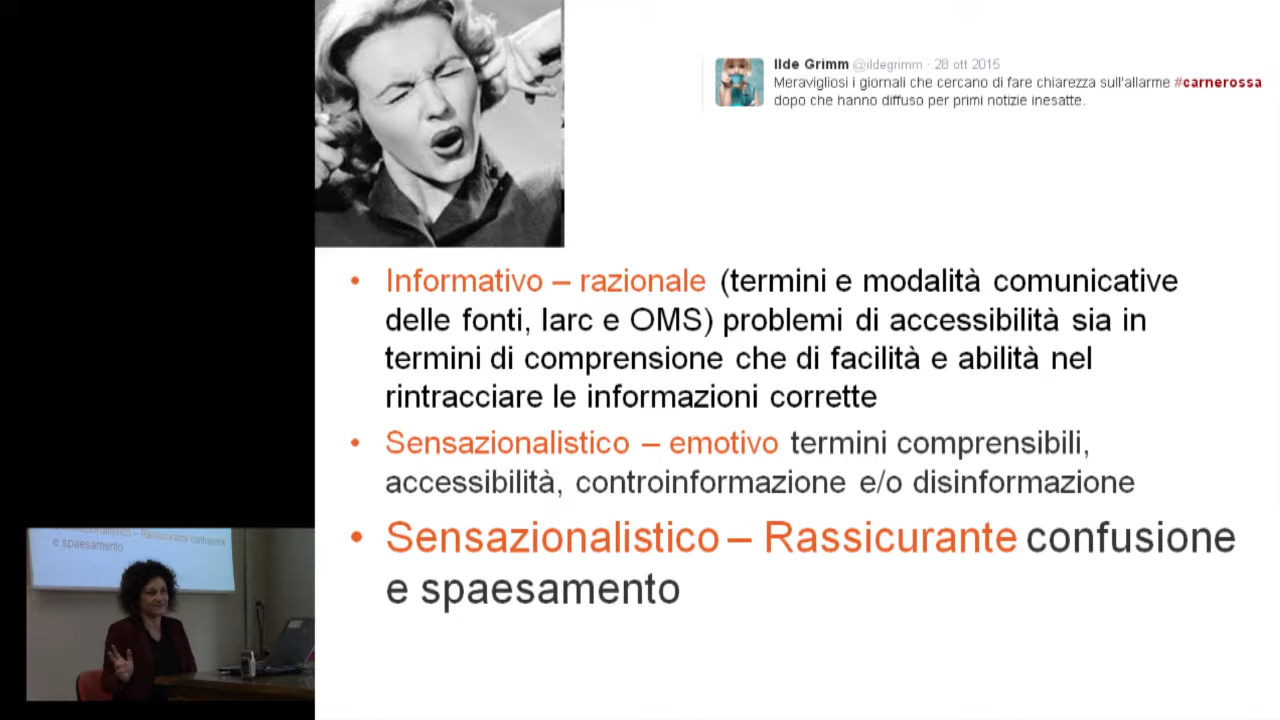 Ilde Grimm @ildegrimm · 28 ott 2015
Meravigliosi i giornali che cercano di fare chiarezza sull'allarme #carnerossa
dopo che hanno diffuso per primi notizie inesatte.
• Informativo – razionale (termini e modalità comunicative
delle fonti, Iarc e OMS) problemi di accessibilità sia in
termini di comprensione che di facilità e abilità nel
rintracciare le informazioni corrette
• Sensazionalistico – emotivo termini comprensibili,
accessibilità, controinformazione e/o disinformazione
• Sensazionalistico – Rassicurante confusione
e spaesamento
Rassicurante confusione
e spaesamento